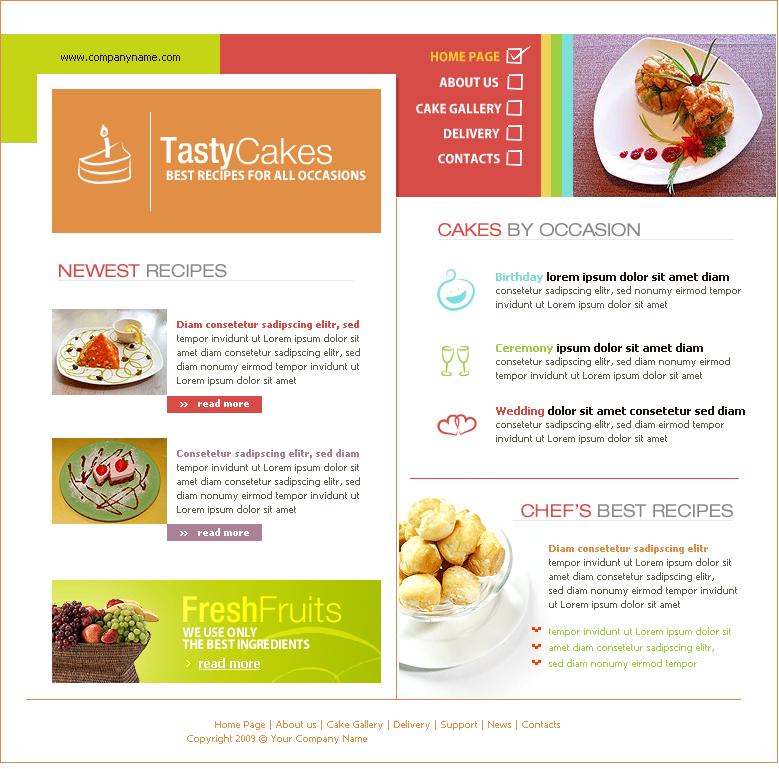 www.companyname.com
HOME PAGE
ABOUT US
CAKE GALLERY
DELIVERY
CONTACTS
TastyCakes
BEST RECIPES FOR ALL OCCASIONS
NEWEST RECIPES
Diam consetetur sadipscing elitr, sed
tempor invidunt ut Lorem ipsum dolor sit
amet diam consetetur sadipscing elitr, sed
diam nonumy eirmod tempor invidunt ut
Lorem ipsum dolor sit amet
» read more
Consetetur sadipscing elitr, sed diam
tempor invidunt ut Lorem ipsum dolor sit
amet diam consetetur sadipscing elitr, sed
diam nonumy eirmod tempor invidunt ut
Lorem ipsum dolor sit amet
» read more
FreshFruits
WE USE ONLY
THE BEST INGREDIENTS
> read more
CAKES BY OCCASION
Birthday lorem ipsum dolor sit amet diam
consetetur sadipscing elitr, sed nonumy eirmod tempor
invidunt ut Lorem ipsum dolor sit amet
Ceremony ipsum dolor sit amet diam
consetetur sadipscing elitr, sed diam nonumy eirmod
tempor invidunt ut Lorem ipsum dolor sit amet
Wedding dolor sit amet consetetur sed diam
consetetur sadipscing elitr, sed diam eirmod tempor
invidunt ut Lorem ipsum dolor sit amet
CHEF'S BEST RECIPES
Diam consetetur sadipscing elitr
tempor invidunt ut Lorem ipsum dolor sit
amet diam consetetur sadipscing elitr,
sed diam nonumy eirmod tempor invidunt
ut Lorem ipsum dolor sit amet
tempor invidunt ut Lorem ipsum dolor sit
amet diam consetetur sadipscing elitr,
sed diam nonumy eirmod tempor
Home Page | About us | Cake Gallery | Delivery | Support | News | Contacts
Copyright 2009 © Your Company Name